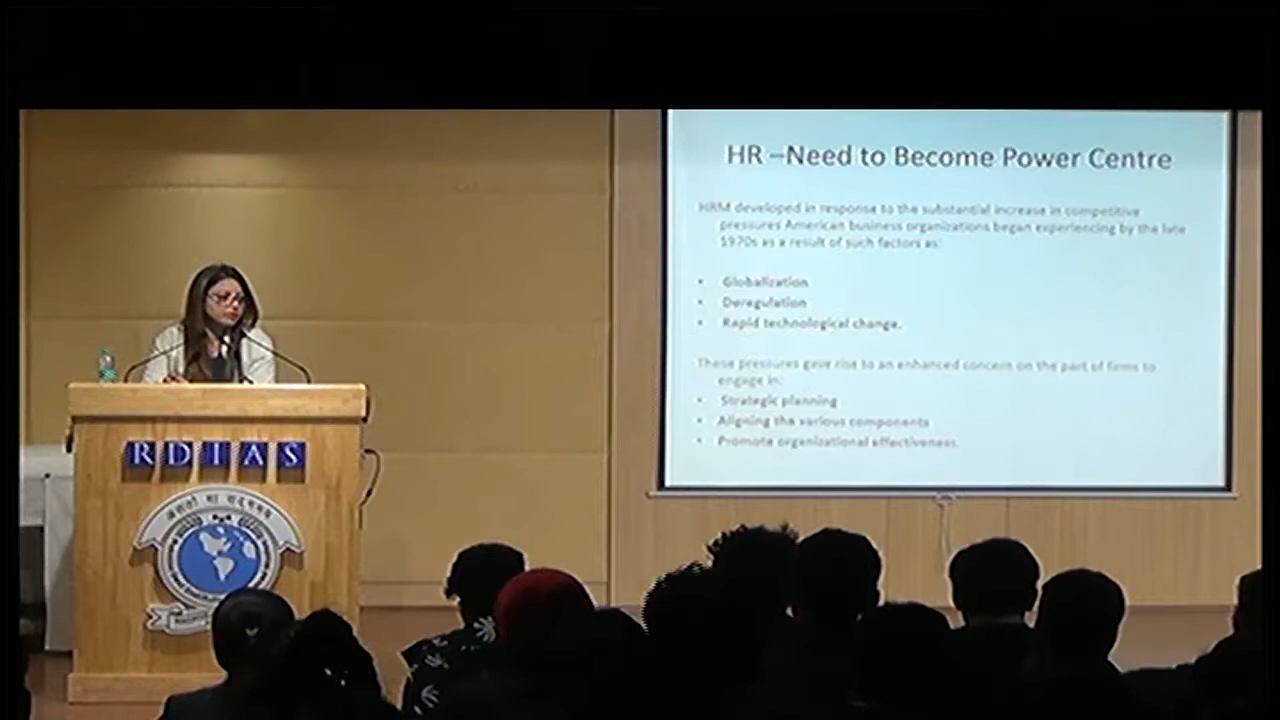 HR –Need to Become Power Centre
HRM developed in response to the substantial increase in competitive
pressures American business organizations began experiencing by the late
1970s as a result of such factors as:
• Globalization
• Deregulation
• Rapid technological change.
These pressures gave rise to an enhanced concern on the part of firms to
engage in:
• Strategic planning
• Aligning the various components
• Promote organizational effectiveness.
RDIAS